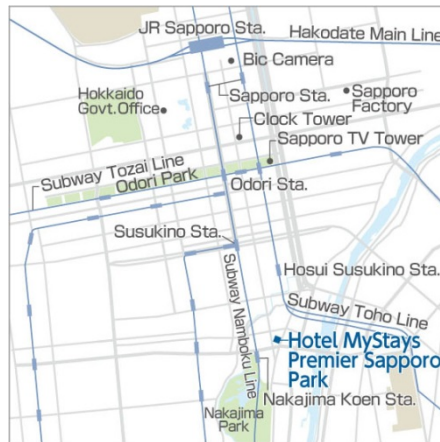 JR Sapporo Sta.
Hakodate Main Line
Bic Camera
Hokkaido
Govt.Office
Sapporo Sta.
Sapporo
Factory
Clock Tower
Sapporo TV Tower
Subway Tozai Line
Odori Park
Odori Sta.
Susukino Sta.
Subway Namboku Line
Hosui Susukino Sta.
Subway Toho Line
Hotel MyStays
Premier Sapporo
Park
Nakajima Koen Sta.
Nakajima
Park